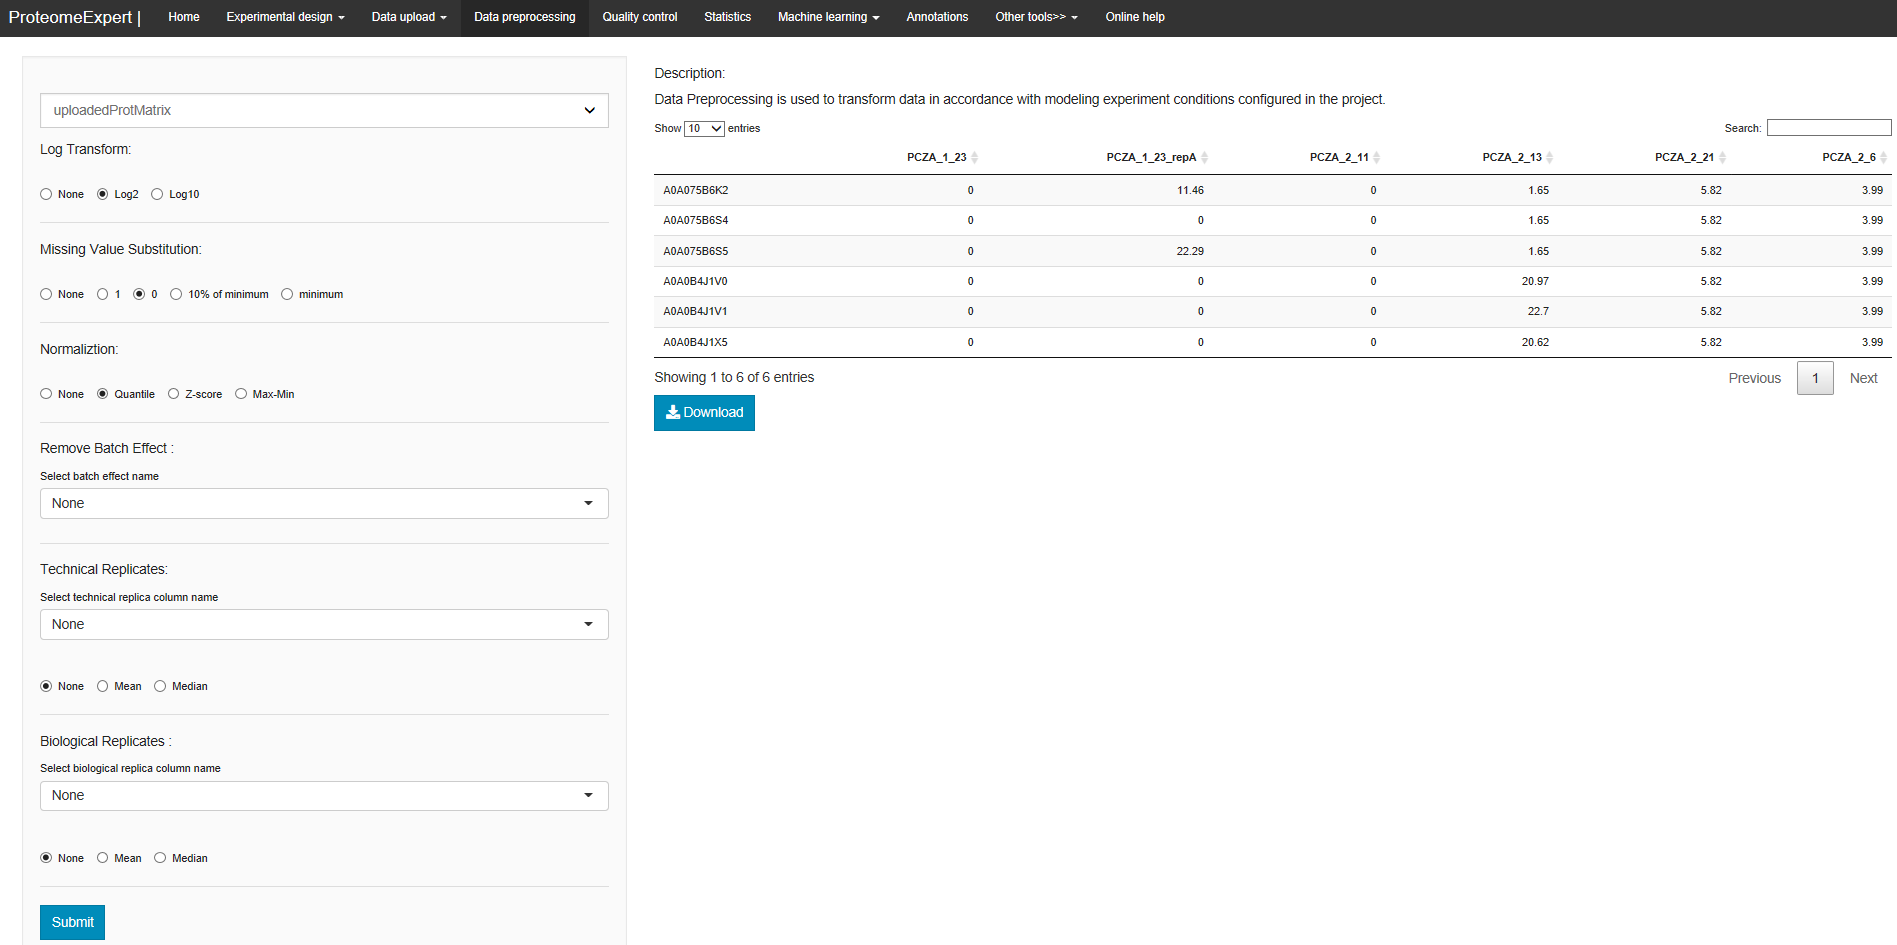 ProteomeExpert | Home Experimental design Data upload Data preprocessing Quality control Statistics Machine learning Annotations Other tools>> Online help
uploadedProtMatrix
Log Transform:
None Log2 Log10
Missing Value Substitution:
None 1 0 10% of minimum minimum
Normaliztion:
None Quantile Z-score Max-Min
Remove Batch Effect :
Select batch effect name
None
Technical Replicates:
Select technical replica column name
None
None Mean Median
Biological Replicates :
Select biological replica column name
None
None Mean Median
Submit
Description:
Data Preprocessing is used to transform data in accordance with modeling experiment conditions configured in the project.
Show 10 entries Search:
PCZA_1_23 PCZA_1_23_repA PCZA_2_11 PCZA_2_13 PCZA_2_21 PCZA_2_6
A0A075B6K2 0 11.46 0 1.65 5.82 3.99
A0A075B6S4 0 0 0 1.65 5.82 3.99
A0A075B6S5 0 22.29 0 1.65 5.82 3.99
A0A0B4J1V0 0 0 0 20.97 5.82 3.99
A0A0B4J1V1 0 0 0 22.7 5.82 3.99
A0A0B4J1X5 0 0 0 20.62 5.82 3.99
Showing 1 to 6 of 6 entries Previous 1 Next
Download